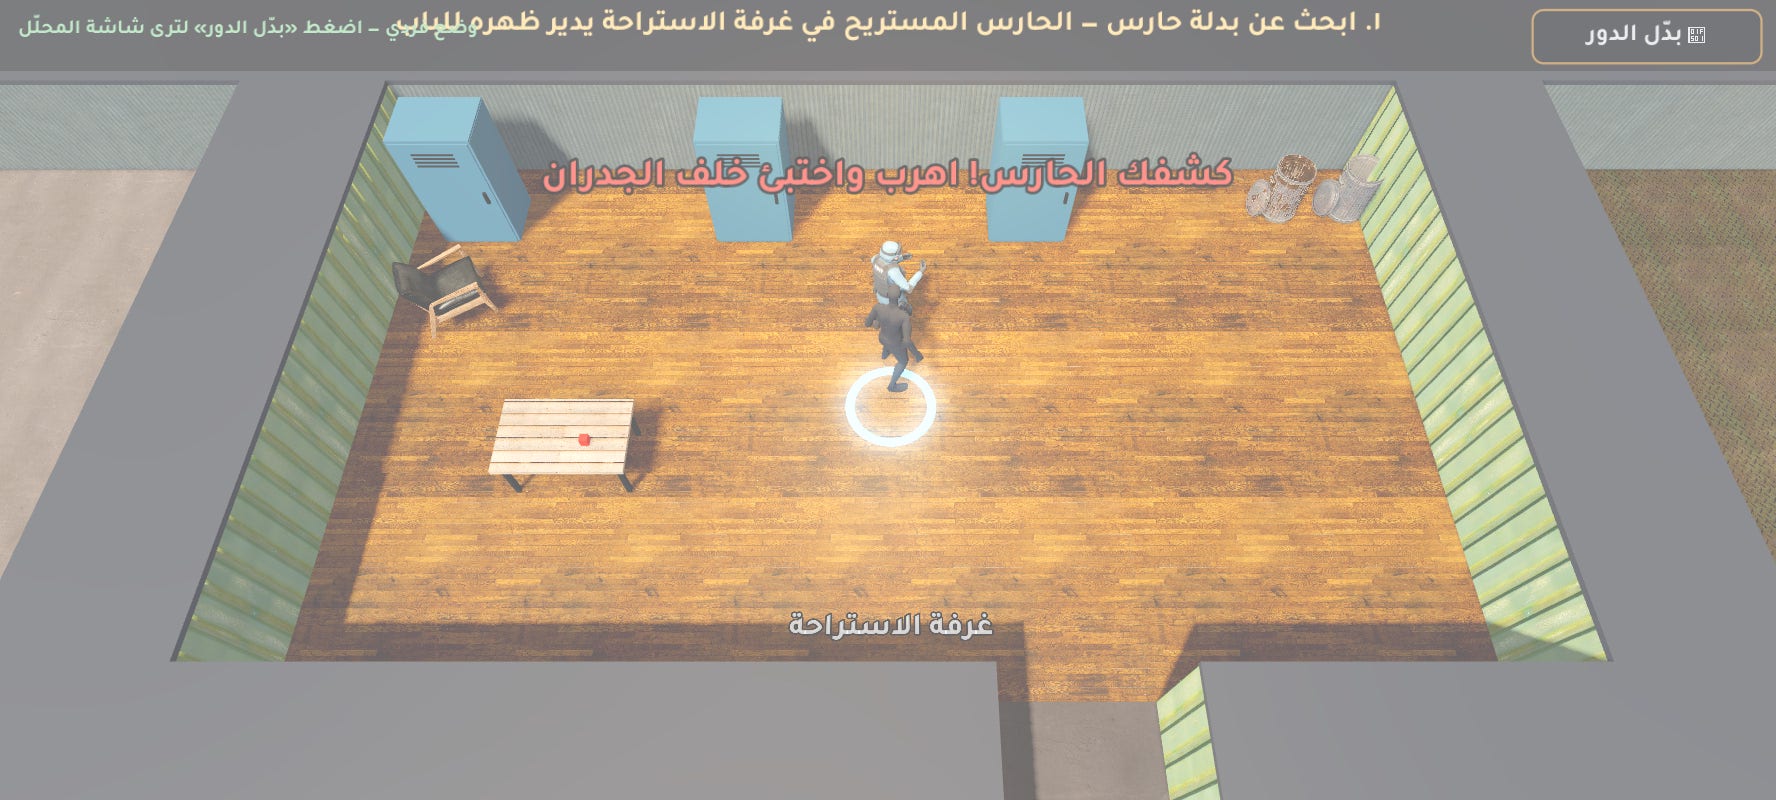 بدّل الدور
١. ابحث عن بدلة حارس – الحارس المستريح في غرفة الاستراحة يدير ظهره للباب
وضع فردي – اضغط «بدّل الدور» لترى شاشة المحلّل
كشفك الحارس! اهرب واختبئ خلف الجدران
غرفة الاستراحة